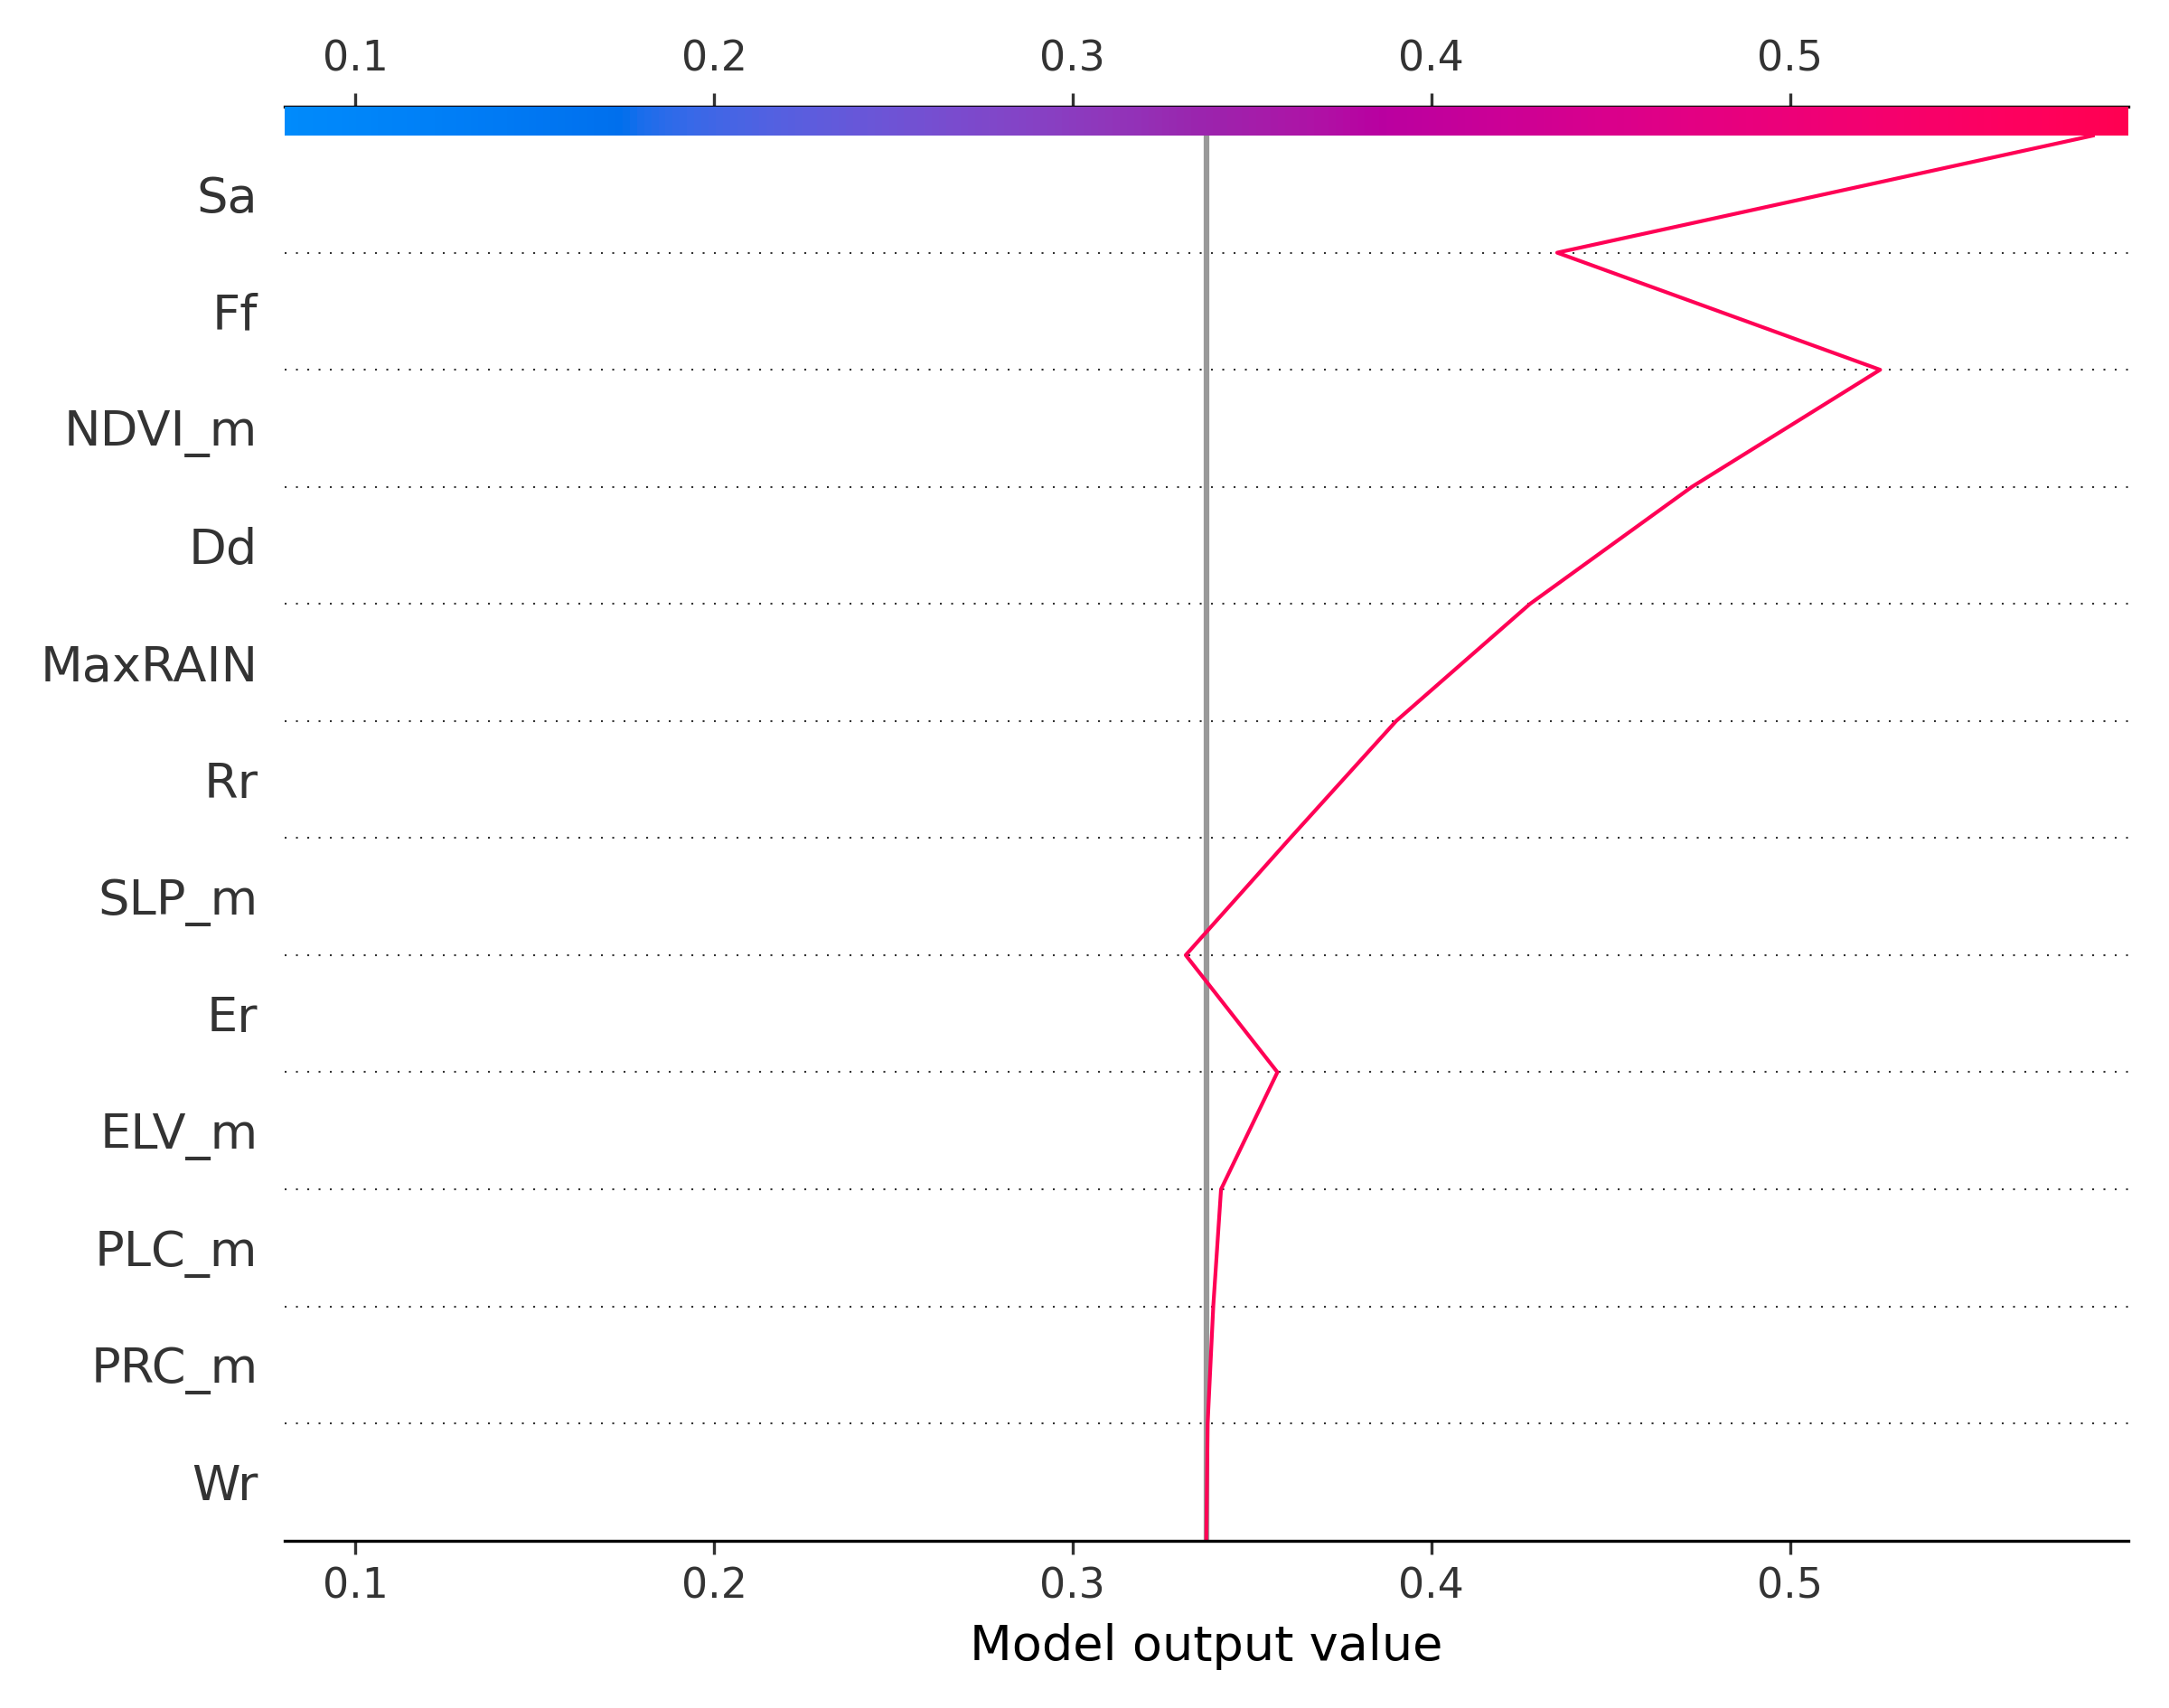 0.1 0.2 0.3 0.4 0.5
Sa
Ff
NDVI_m
Dd
MaxRAIN
Rr
SLP_m
Er
ELV_m
PLC_m
PRC_m
Wr
0.1 0.2 0.3 0.4 0.5
Model output value